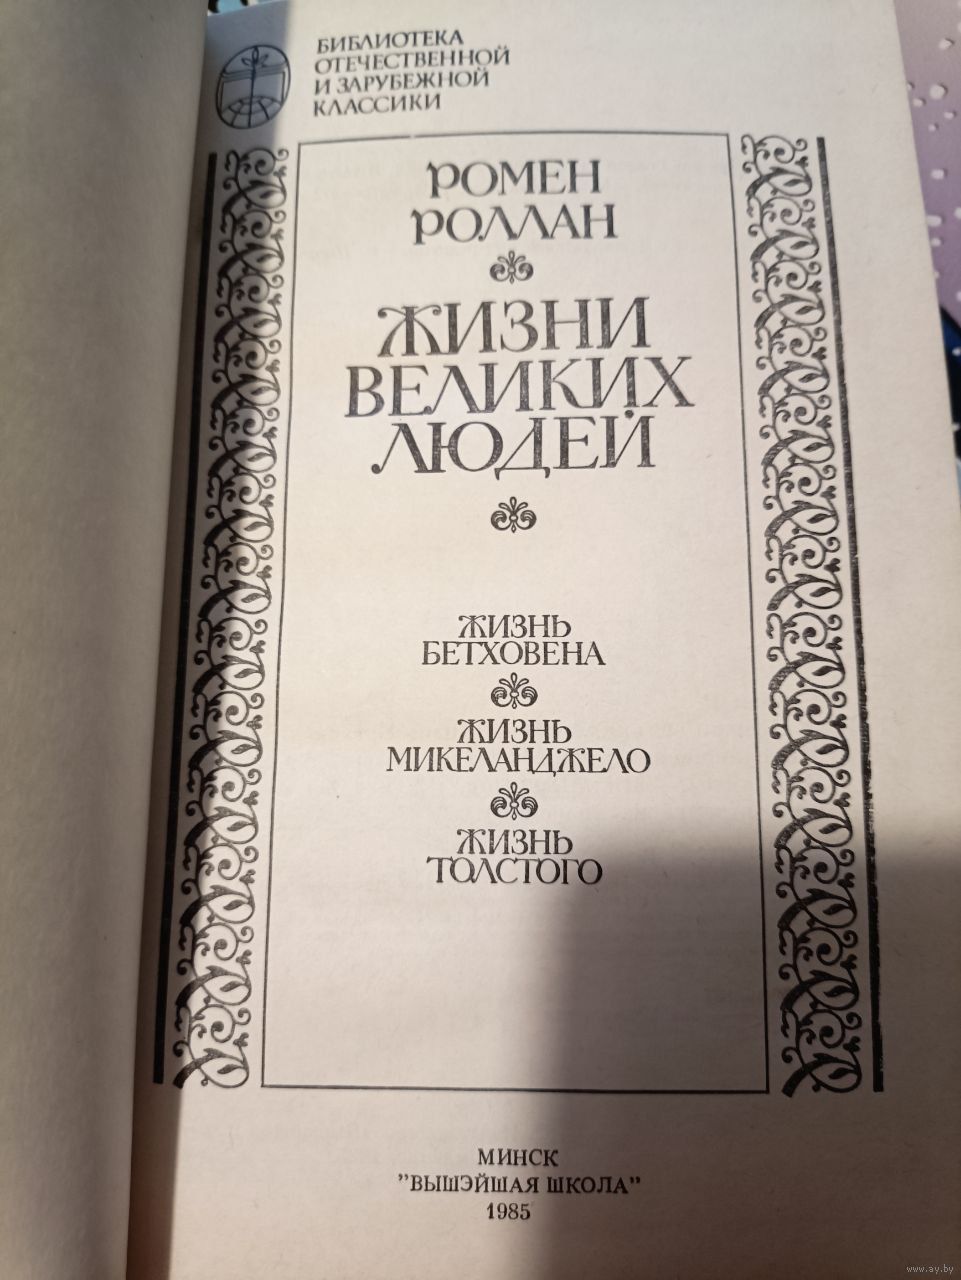 БИБЛИОТЕКА
ОТЕЧЕСТВЕННОЙ
И ЗАРУБЕЖНОЙ
КЛАССИКИ
РОМЕН
РОЛЛАН
ЖИЗНИ
ВЕЛИКИХ
ЛЮДЕЙ
ЖИЗНЬ
БЕТХОВЕНА
ЖИЗНЬ
МИКЕЛАНДЖЕЛО
ЖИЗНЬ
ТОЛСТОГО
МИНСК
"ВЫШЭЙШАЯ ШКОЛА"
1985
www.ay.by